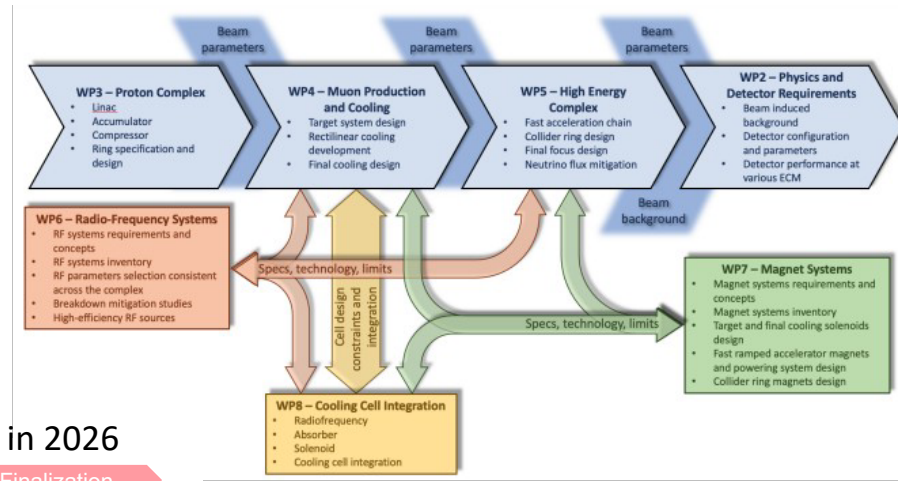 Beam
parameters
Beam
parameters
Beam
parameters
WP3 – Proton Complex
• Linac
• Accumulator
• Compressor
• Ring specification and
design
WP4 – Muon Production
and Cooling
• Target system design
• Rectilinear cooling
development
• Final cooling design
WP5 – High Energy
Complex
• Fast acceleration chain
• Collider ring design
• Final focus design
• Neutrino flux mitigation
WP2 – Physics and
Detector Requirements
• Beam induced
background
• Detector configuration
and parameters
• Detector performance at
various ECM
Beam
background
WP6 – Radio-Frequency Systems
• RF systems requirements and
concepts
• RF systems inventory
• RF parameters selection consistent
across the complex
• Breakdown mitigation studies
• High-efficiency RF sources
Specs, technology, limits
Cell design
constraints and
integration
Specs, technology, limits
WP7 – Magnet Systems
• Magnet systems requirements and
concepts
• Magnet systems inventory
• Target and final cooling solenoids
design
• Fast ramped accelerator magnets
and powering system design
• Collider ring magnets design
WP8 – Cooling Cell Integration
• Radiofrequency
• Absorber
• Solenoid
• Cooling cell integration
in 2026
Finalization